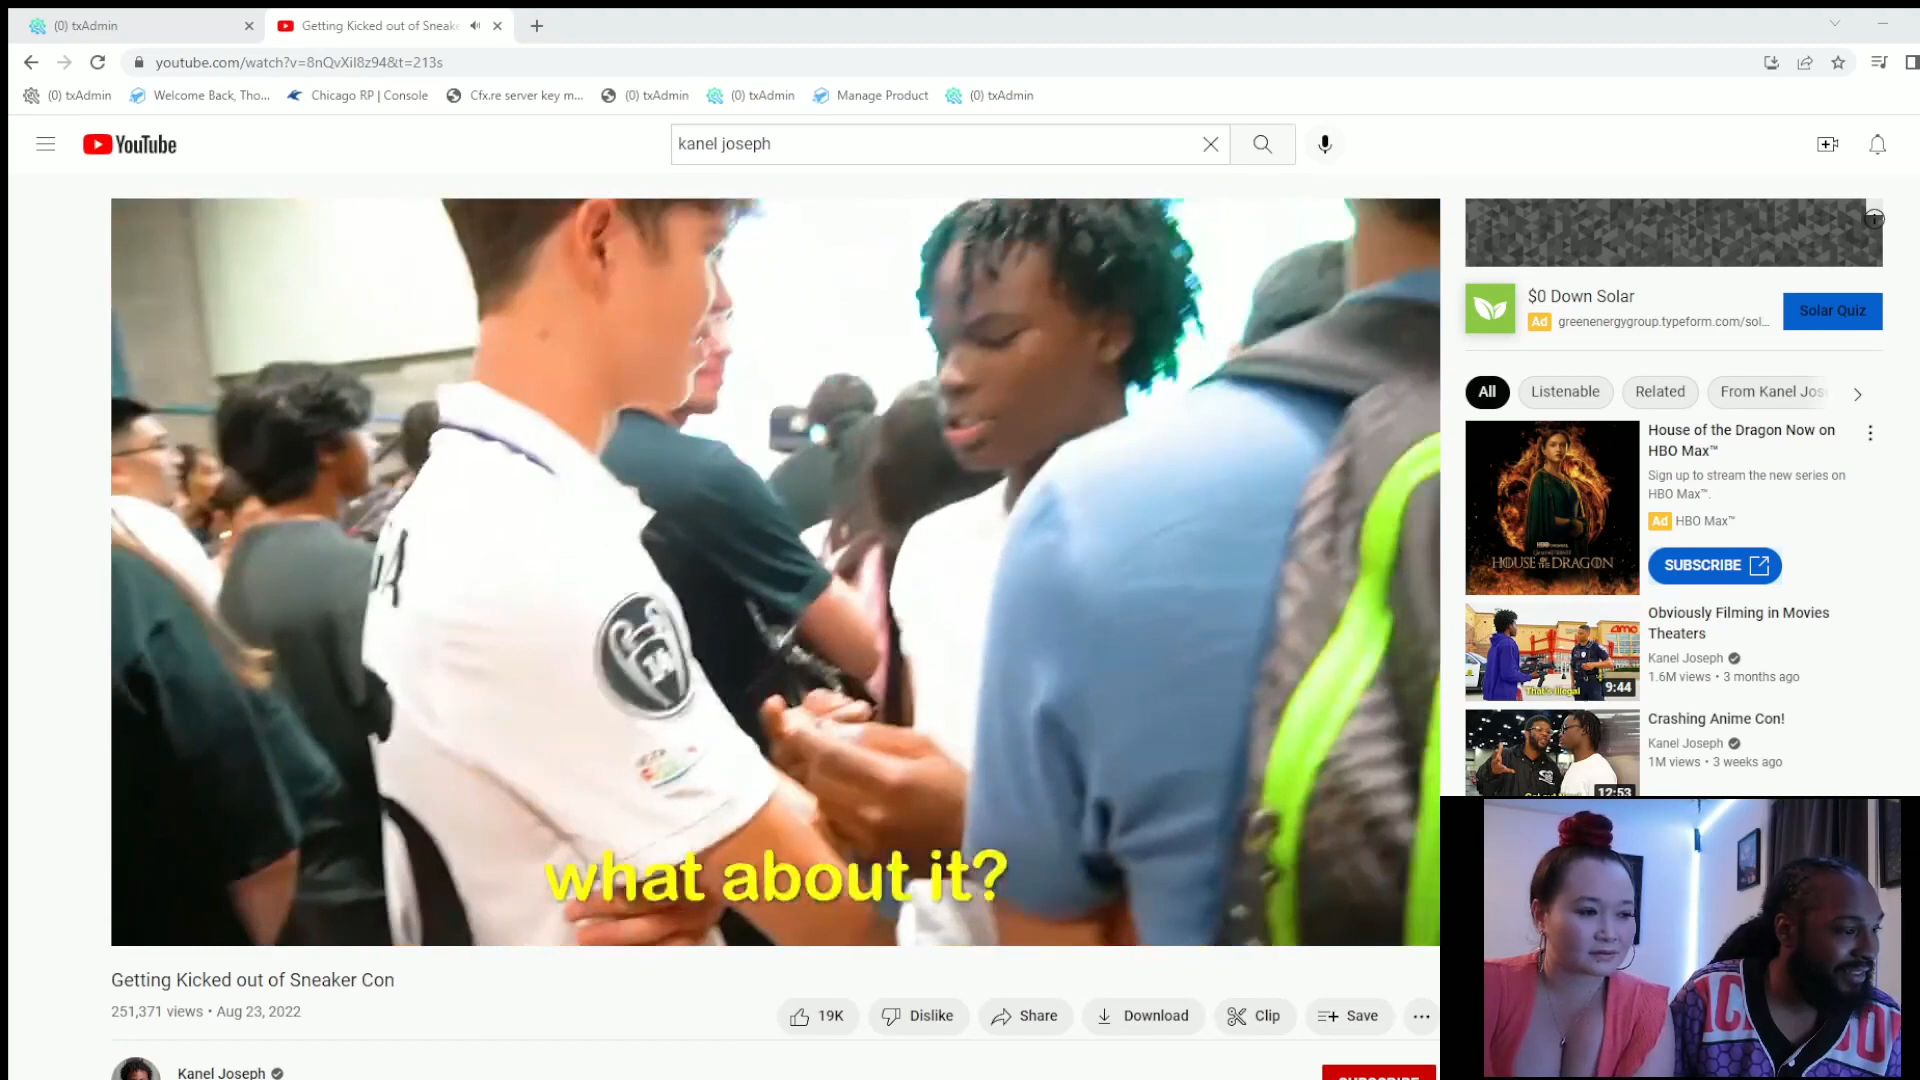 (0) txAdmin
Getting Kicked out of Sneake
youtube.com/watch?v=8nQvXil8z94&t=213s
(0) txAdmin
Welcome Back, Tho...
Chicago RP | Console
Cfx.re server key m...
(0) txAdmin
(0) txAdmin
Manage Product
(0) txAdmin
YouTube
kanel joseph
$0 Down Solar
Ad greenenergygroup.typeform.com/sol...
Solar Quiz
All
Listenable
Related
From Kanel Jos
House of the Dragon Now on
HBO Max™
Sign up to stream the new series on
HBO Max™.
Ad HBO Max™
SUBSCRIBE
HOUSE OF THE DRAGON
Obviously Filming in Movies
Theaters
Kanel Joseph
1.6M views • 3 months ago
AMC
That's Illegal
9:44
Crashing Anime Con!
Kanel Joseph
1M views • 3 weeks ago
12:53
what about it?
Getting Kicked out of Sneaker Con
251,371 views • Aug 23, 2022
19K
Dislike
Share
Download
Clip
Save
Kanel Joseph
SUBSCRIBE